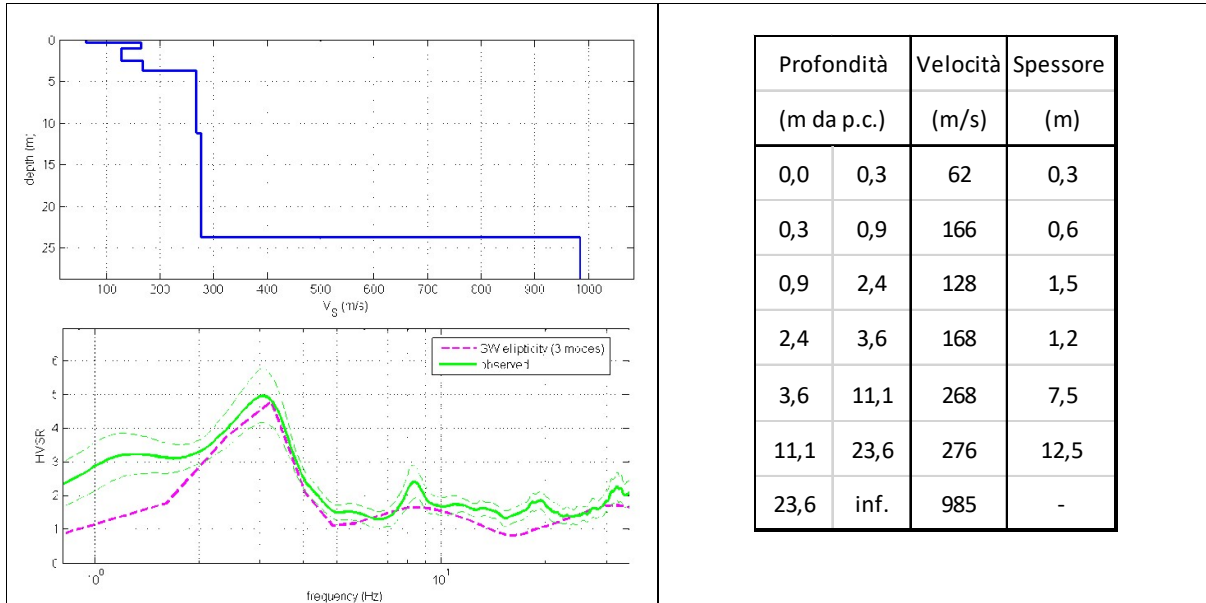 0
5
10
15
20
25
depth (m)
100 200 300 400 500 600 700 800 900 1000
V_S (m/s)
6
5
4
3
2
1
0
HVSR
observed
10^0 10^1
frequency (Hz)
Profondità Velocità Spessore
(m da p.c.) (m/s) (m)
0,0 0,3 62 0,3
0,3 0,9 166 0,6
0,9 2,4 128 1,5
2,4 3,6 168 1,2
3,6 11,1 268 7,5
11,1 23,6 276 12,5
23,6 inf. 985 -